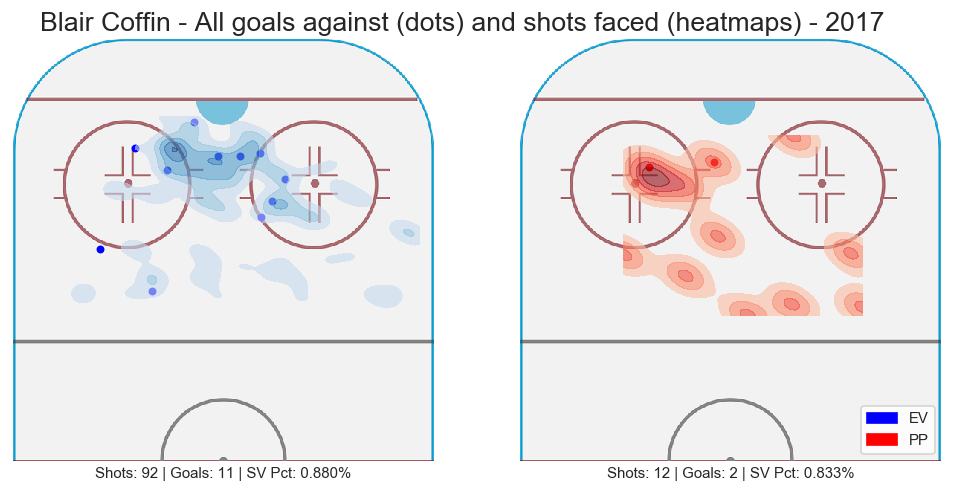 Blair Coffin - All goals against (dots) and shots faced (heatmaps) - 2017
EV
PP
Shots: 92 | Goals: 11 | SV Pct: 0.880%
Shots: 12 | Goals: 2 | SV Pct: 0.833%